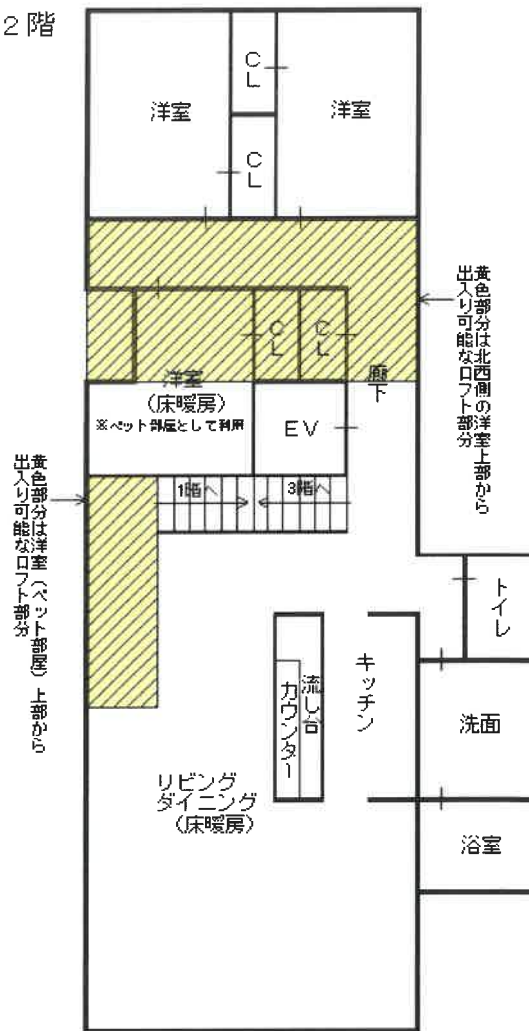 2階
洋室
CL
CL
洋室
黄色部分は北西側の洋室上部から
出入り可能なロフト部分
CL
CL
廊下
洋室
(床暖房)
※ペット部屋として利用
EV
1階へ
3階へ
黄色部分は洋室(ペット部屋)上部から
出入り可能なロフト部分
トイレ
キッチン
流し台
カウンター
洗面
リビング
ダイニング
(床暖房)
浴室